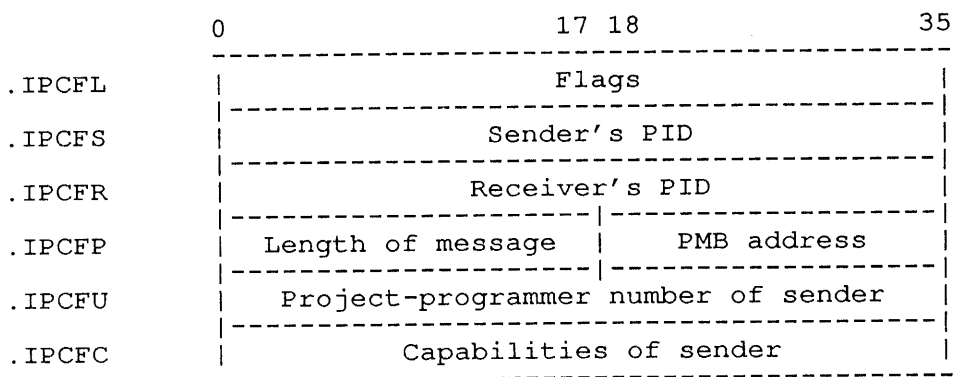 0 17 18 35
.IPCFL Flags
.IPCFS Sender's PID
.IPCFR Receiver's PID
.IPCFP Length of message | PMB address
.IPCFU Project-programmer number of sender
.IPCFC Capabilities of sender